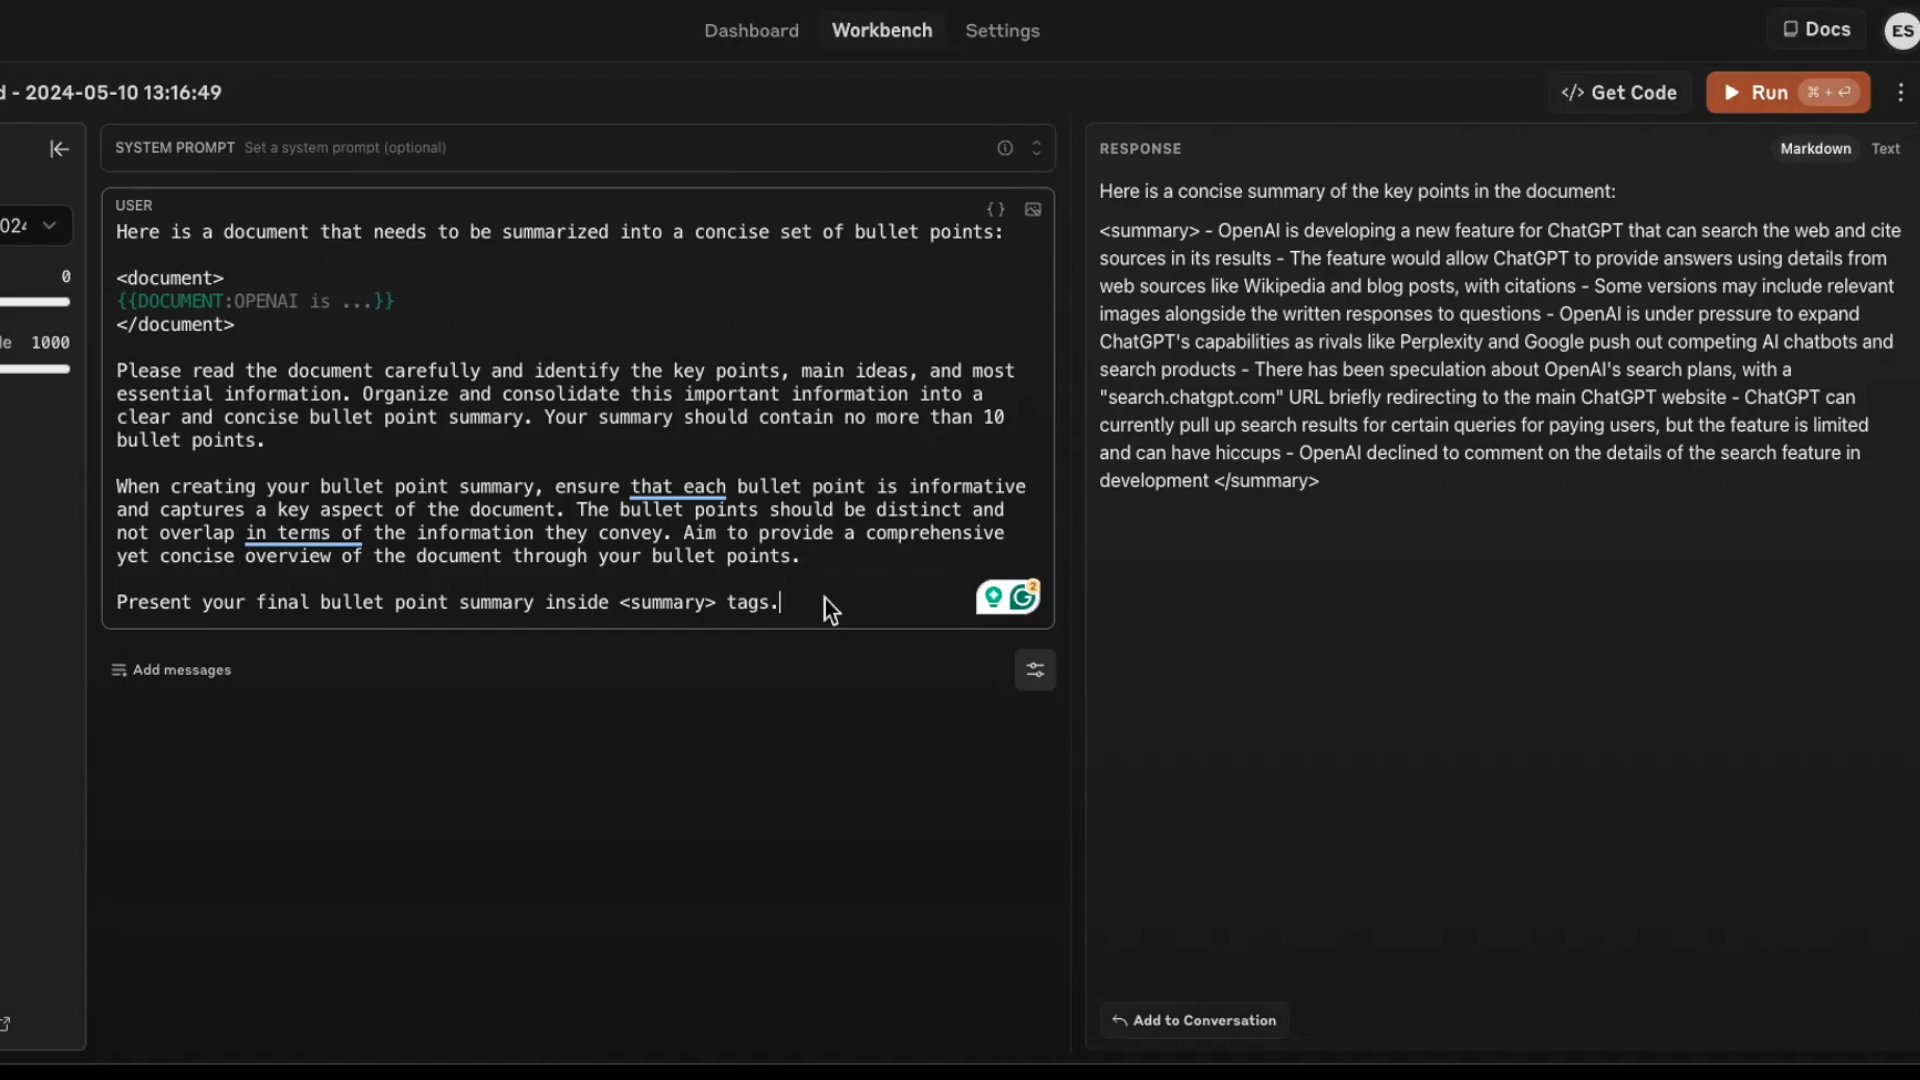 Dashboard Workbench Settings Docs ES
d - 2024-05-10 13:16:49 </> Get Code Run ⌘ + ⏎
SYSTEM PROMPT Set a system prompt (optional)
024
0
le 1000
USER {}
Here is a document that needs to be summarized into a concise set of bullet points:
<document>
{{DOCUMENT:OPENAI is ...}}
</document>
Please read the document carefully and identify the key points, main ideas, and most
essential information. Organize and consolidate this important information into a
clear and concise bullet point summary. Your summary should contain no more than 10
bullet points.
When creating your bullet point summary, ensure that each bullet point is informative
and captures a key aspect of the document. The bullet points should be distinct and
not overlap in terms of the information they convey. Aim to provide a comprehensive
yet concise overview of the document through your bullet points.
Present your final bullet point summary inside <summary> tags.
2
Add messages
RESPONSE Markdown Text
Here is a concise summary of the key points in the document:
<summary> - OpenAI is developing a new feature for ChatGPT that can search the web and cite
sources in its results - The feature would allow ChatGPT to provide answers using details from
web sources like Wikipedia and blog posts, with citations - Some versions may include relevant
images alongside the written responses to questions - OpenAI is under pressure to expand
ChatGPT's capabilities as rivals like Perplexity and Google push out competing AI chatbots and
search products - There has been speculation about OpenAI's search plans, with a
"search.chatgpt.com" URL briefly redirecting to the main ChatGPT website - ChatGPT can
currently pull up search results for certain queries for paying users, but the feature is limited
and can have hiccups - OpenAI declined to comment on the details of the search feature in
development </summary>
Add to Conversation